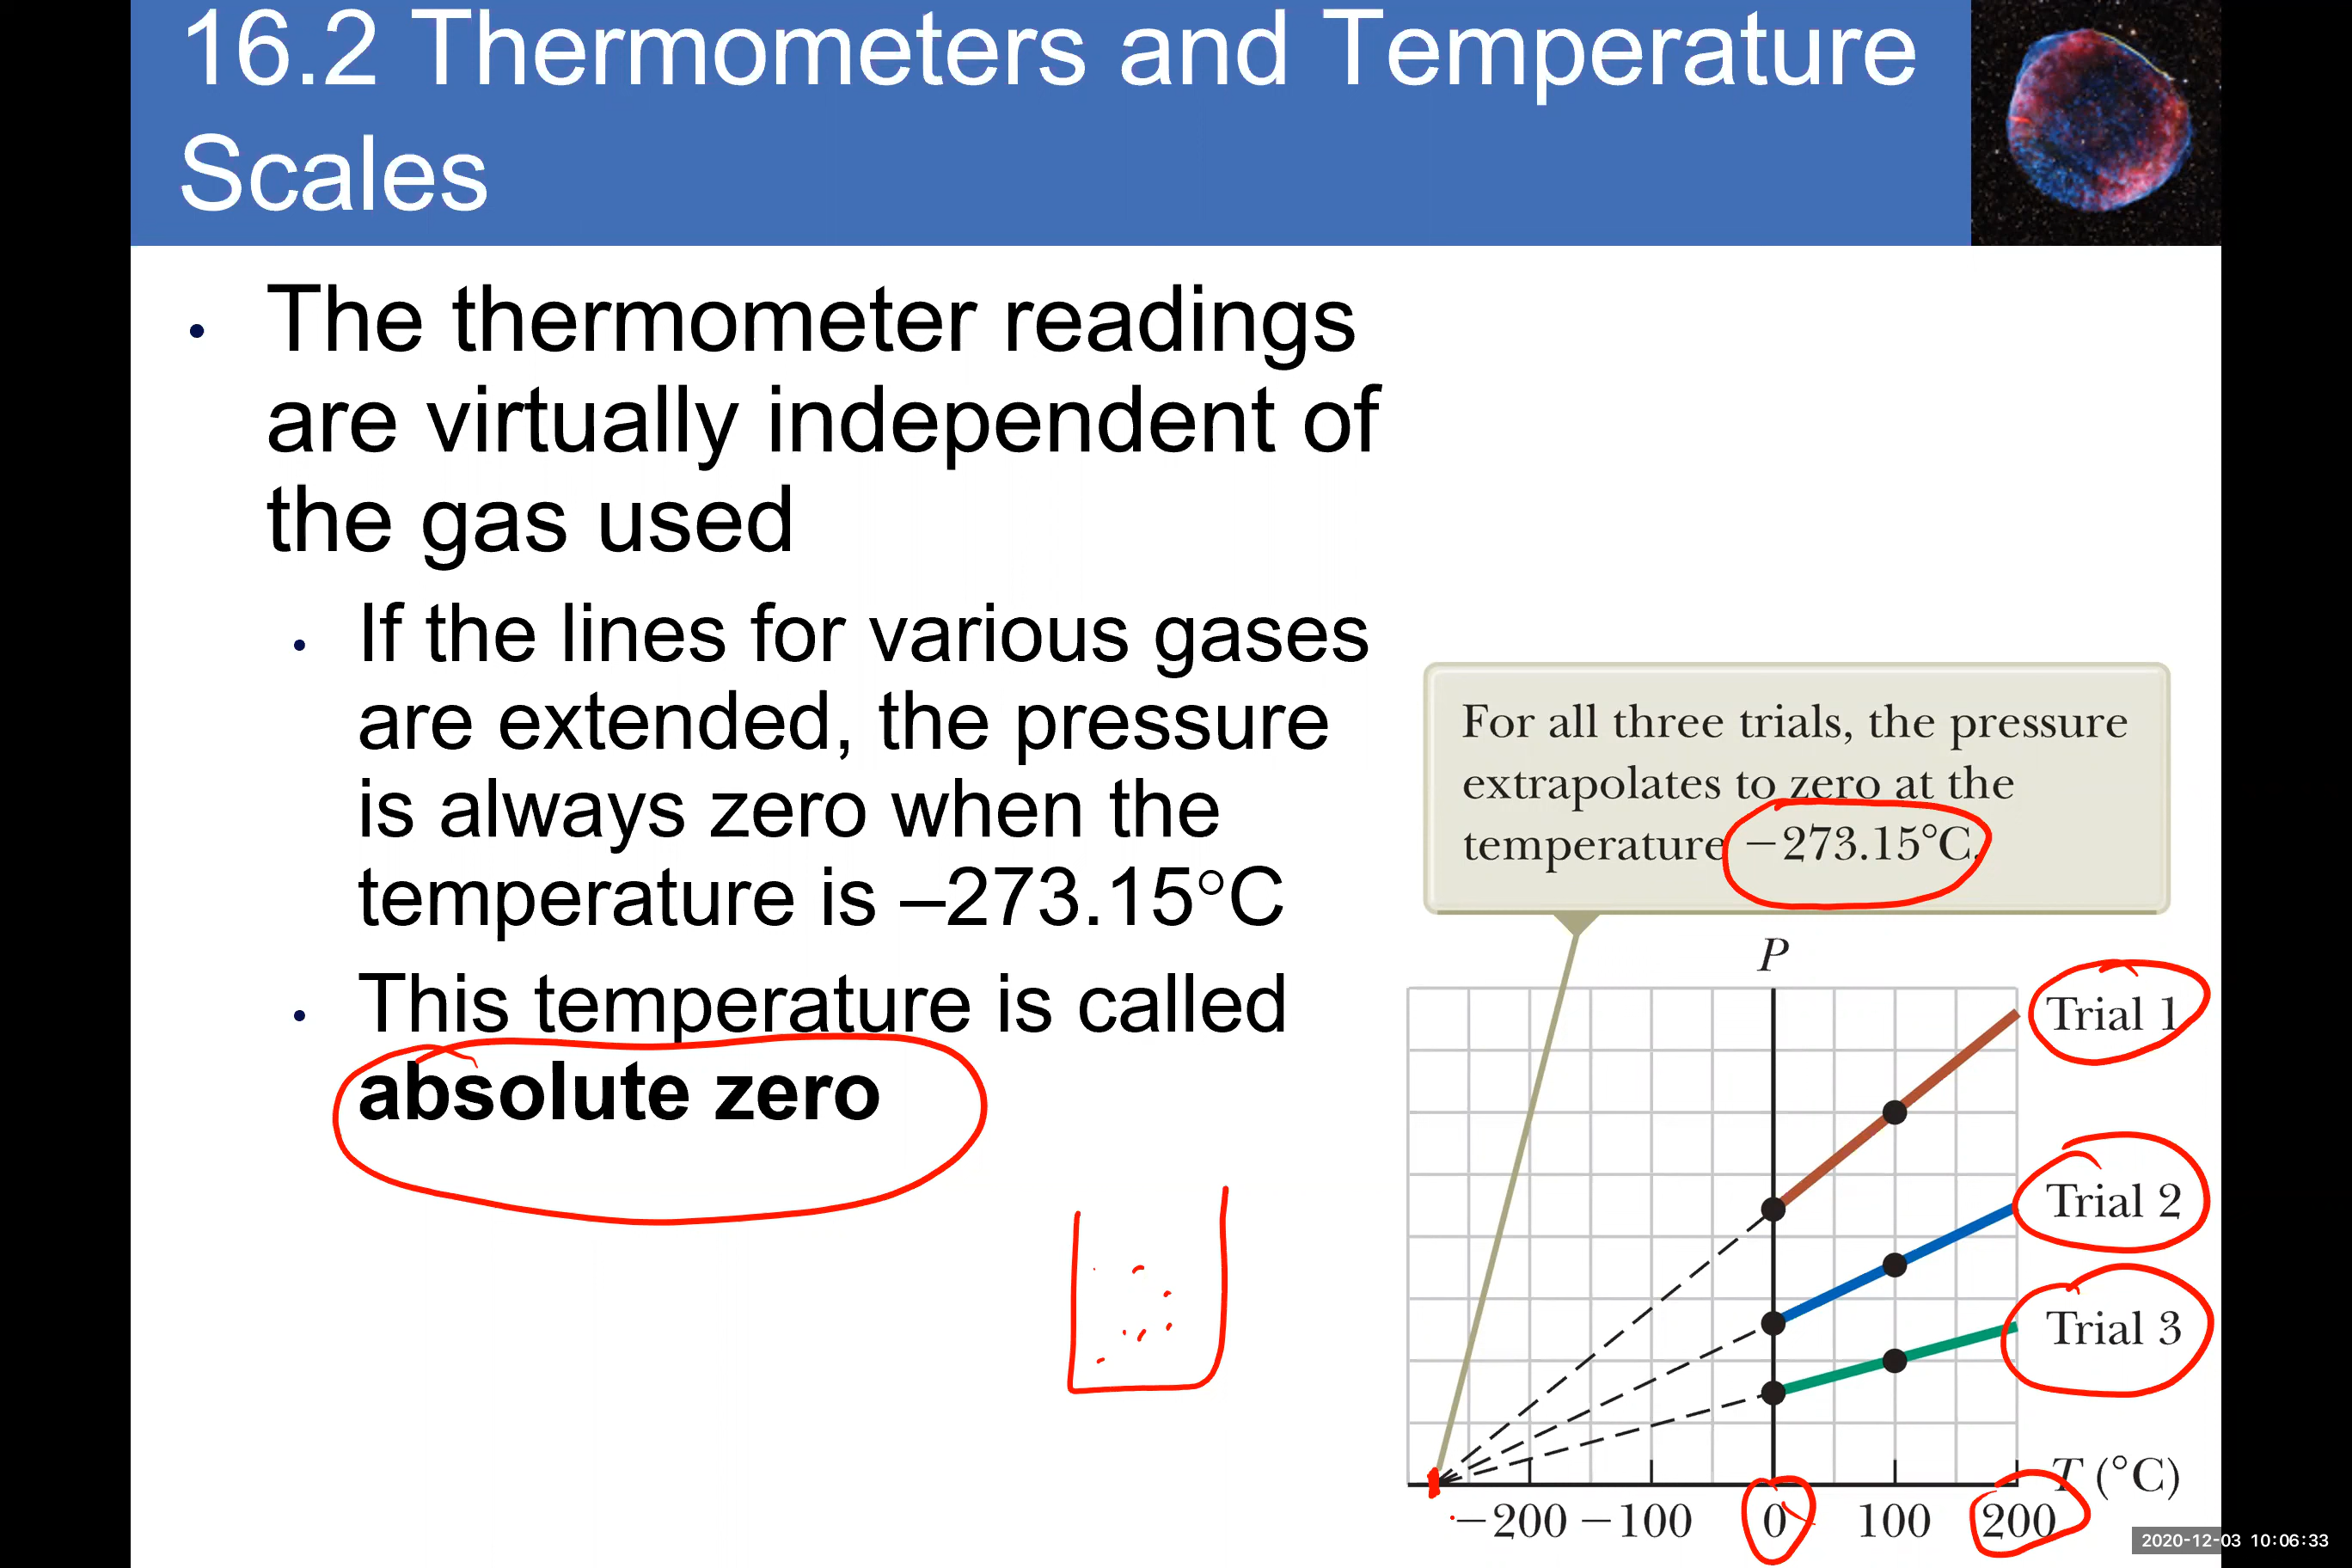 16.2 Thermometers and Temperature
Scales
• The thermometer readings
are virtually independent of
the gas used
• If the lines for various gases
are extended, the pressure
is always zero when the
temperature is –273.15°C
• This temperature is called
absolute zero
For all three trials, the pressure
extrapolates to zero at the
temperature −273.15°C.
P
Trial 1
Trial 2
Trial 3
T (°C)
−200 −100 0 100 200
2020-12-03 10:06:33